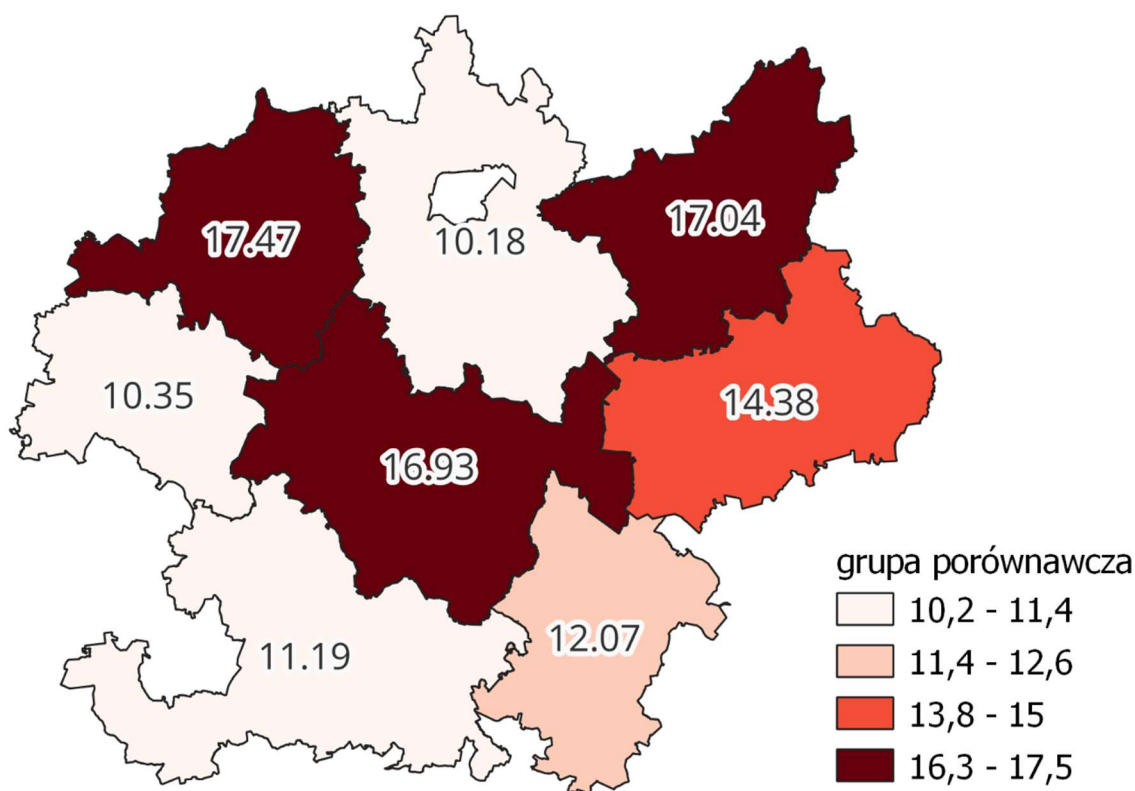 17.47
10.18
17.04
10.35
14.38
16.93
11.19
12.07
grupa porównawcza
10,2 - 11,4
11,4 - 12,6
13,8 - 15
16,3 - 17,5